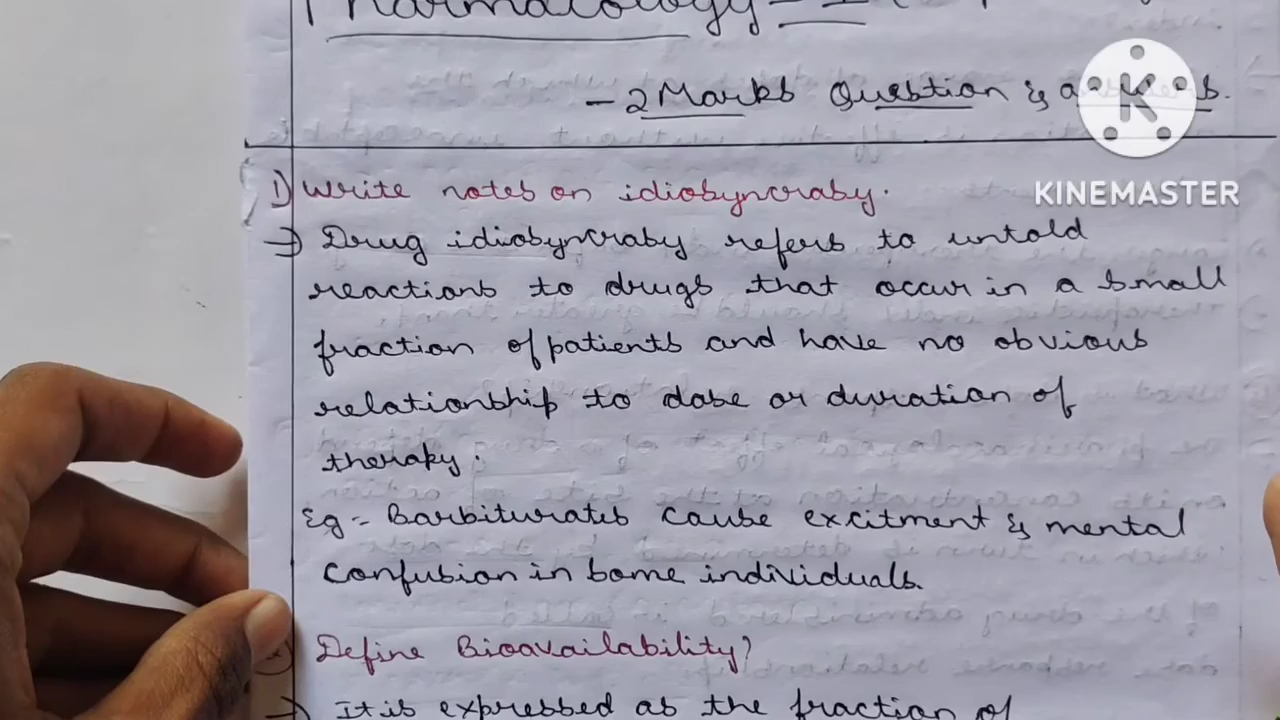 Pharmacology-I
- 2 Marks Question &
KINEMASTER
1) Write notes on idiosyncrasy.
→ Drug idiosyncrasy refers to untold
reactions to drugs that occur in a small
fraction of patients and have no obvious
relationship to dose or duration of
therapy.
Eg:- Barbiturates cause excitment & mental
confusion in some individuals.
Define Bioavailability?
→ It is expressed as the fraction of